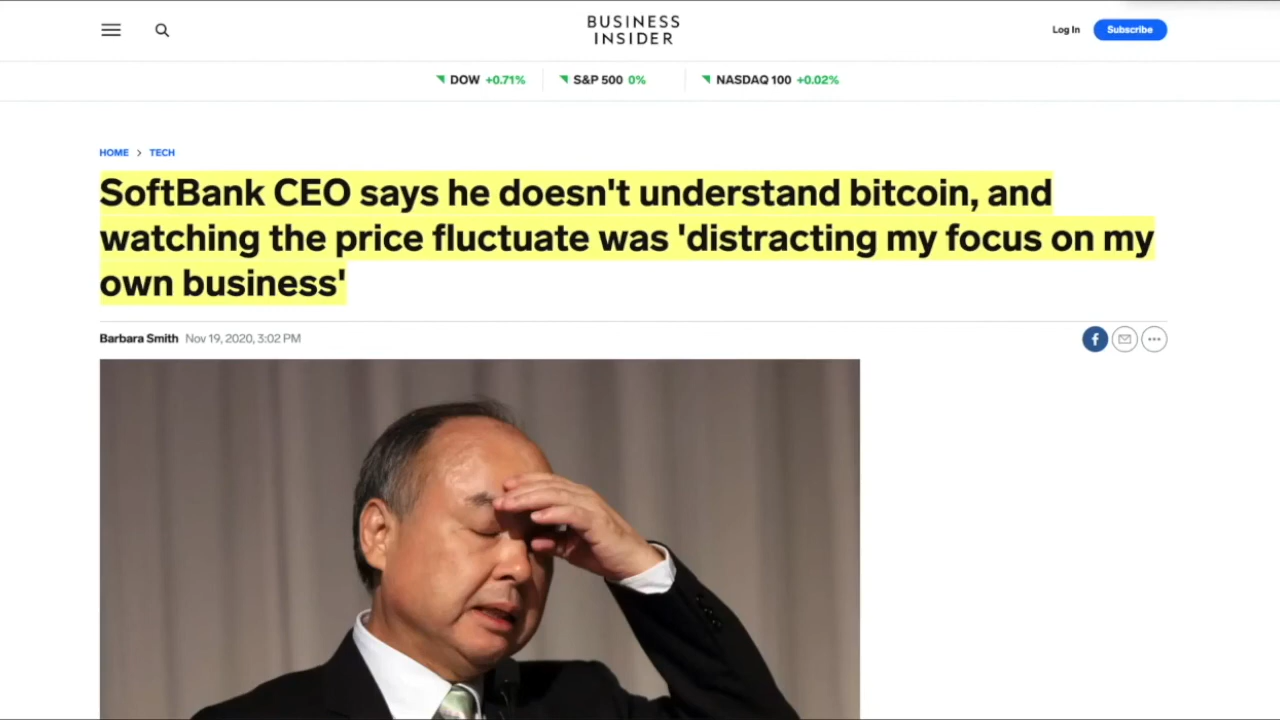 BUSINESS
INSIDER
Log In
Subscribe
DOW +0.71%
S&P 500 0%
NASDAQ 100 +0.02%
HOME > TECH
SoftBank CEO says he doesn't understand bitcoin, and
watching the price fluctuate was 'distracting my focus on my
own business'
Barbara Smith Nov 19, 2020, 3:02 PM